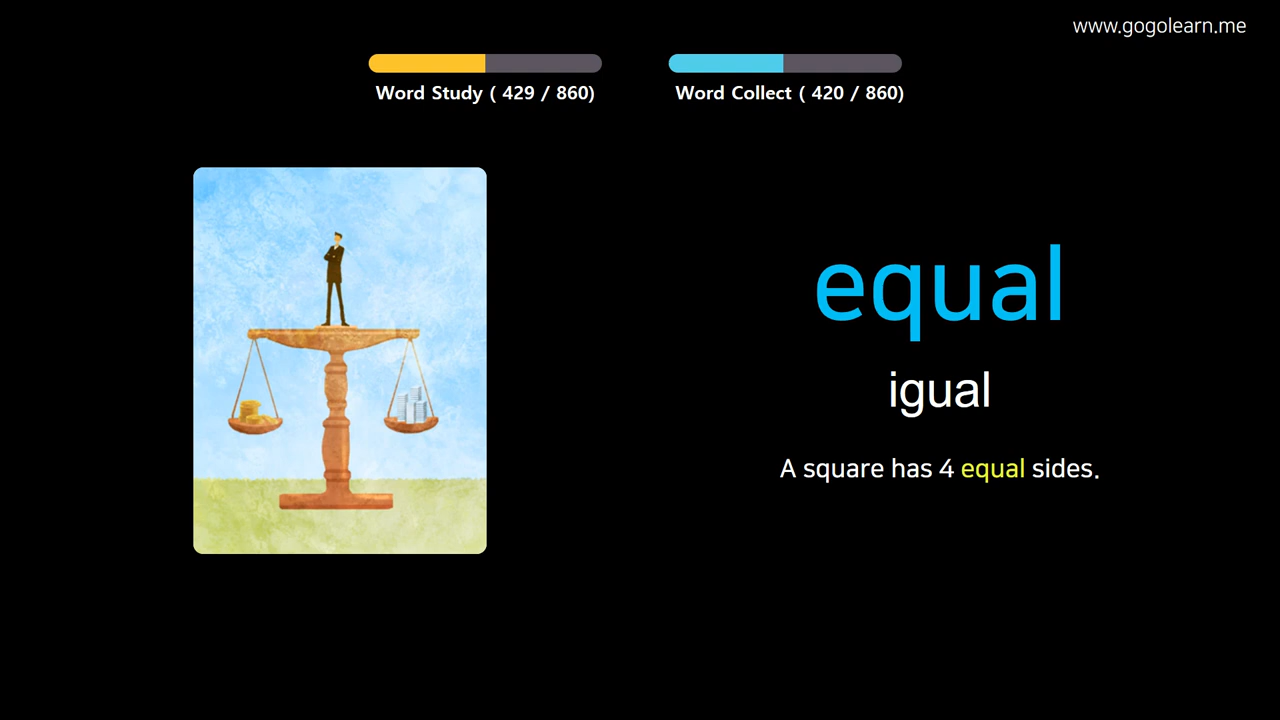 www.gogolearn.me
Word Study ( 429 / 860)
Word Collect ( 420 / 860)
equal
igual
A square has 4 equal sides.